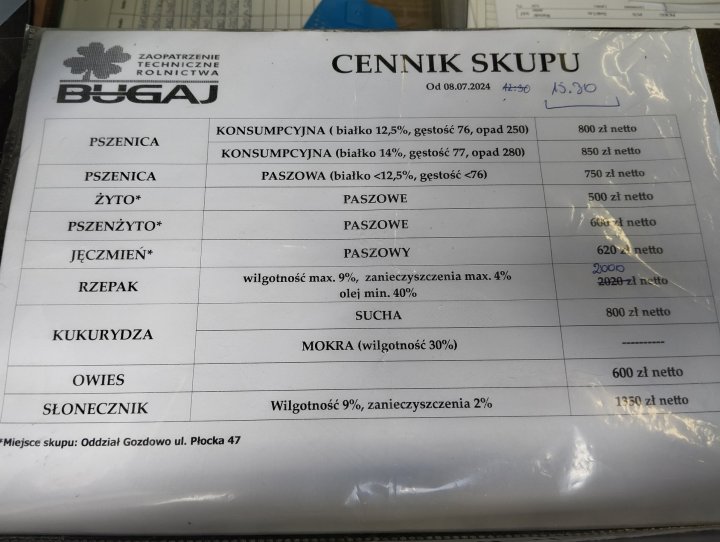 ZAOPATRZENIE
TECHNICZNE
ROLNICTWA
BUGAJ
CENNIK SKUPU
Od 08.07.2024 12:30 15.30
PSZENICA KONSUMPCYJNA ( białko 12,5%, gęstość 76, opad 250) 800 zł netto
KONSUMPCYJNA (białko 14%, gęstość 77, opad 280) 850 zł netto
PSZENICA PASZOWA (białko <12,5%, gęstość <76) 750 zł netto
ŻYTO* PASZOWE 500 zł netto
PSZENŻYTO* PASZOWE 600 zł netto
JĘCZMIEŃ* PASZOWY 620 zł netto
RZEPAK wilgotność max. 9%, zanieczyszczenia max. 4% 2000
olej min. 40% 2020 zł netto
KUKURYDZA SUCHA 800 zł netto
MOKRA (wilgotność 30%) ----------
OWIES 600 zł netto
SŁONECZNIK Wilgotność 9%, zanieczyszczenia 2% 1350 zł netto
*Miejsce skupu: Oddział Gozdowo ul. Płocka 47